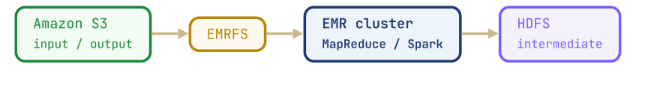 Amazon S3
input / output
EMRFS
EMR cluster
MapReduce / Spark
HDFS
intermediate